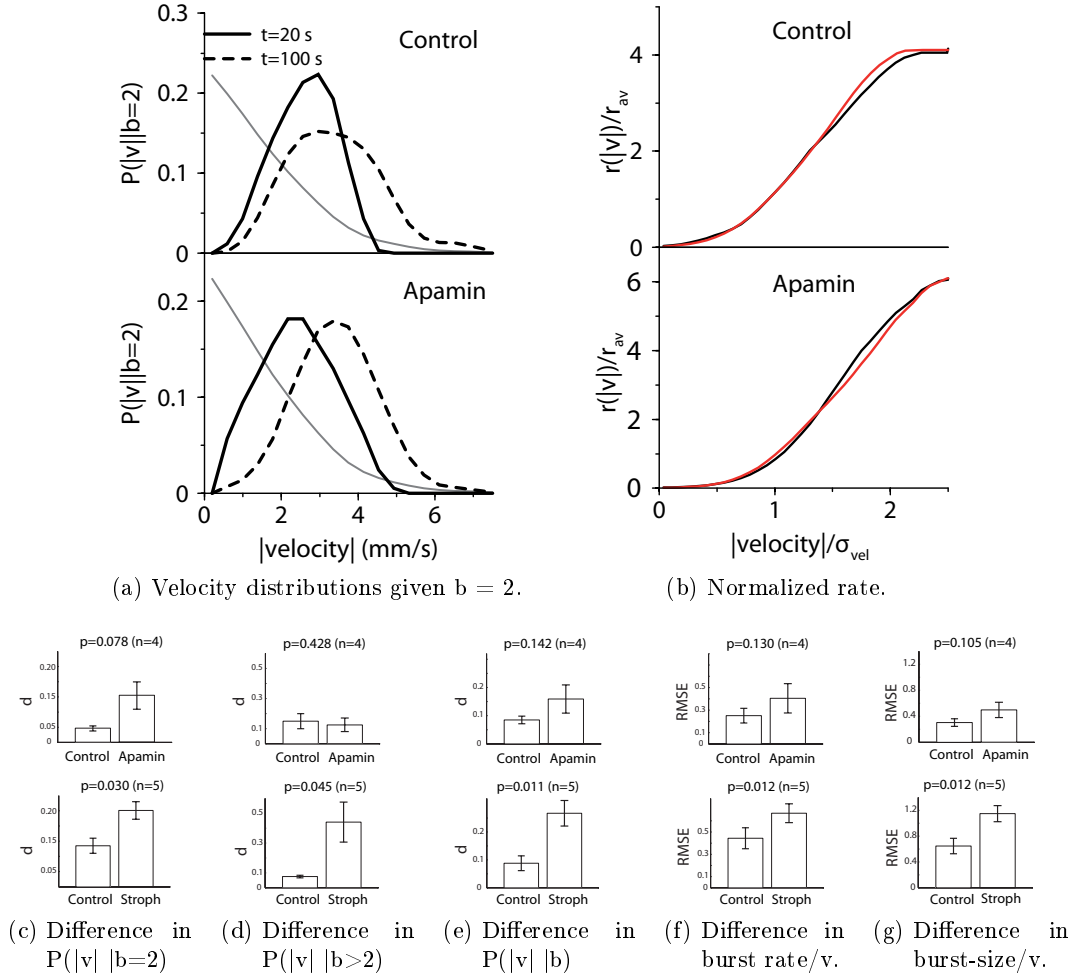 0.3
t=20 s
t=100 s
Control
0.2
0.1
0
P(|v||b=2)
Apamin
0.2
0.1
0
P(|v||b=2)
0 2 4 6
|velocity| (mm/s)
(a) Velocity distributions given b = 2.
Control
4
2
0
r(|v|)/r_av
Apamin
6
4
2
0
r(|v|)/r_av
0 1 2
|velocity|/σ_vel
(b) Normalized rate.
p=0.078 (n=4)
0.20
0.15
0.05
0
d
Control Apamin
p=0.428 (n=4)
0.5
0.3
0.1
0
d
Control Apamin
p=0.142 (n=4)
0.2
0.1
0
d
Control Apamin
p=0.130 (n=4)
0.5
0.3
0.1
0
RMSE
Control Apamin
p=0.105 (n=4)
1.2
0.8
0.4
0
RMSE
Control Apamin
p=0.030 (n=5)
0.20
0.15
0.05
d
Control Stroph
p=0.045 (n=5)
0.5
0.3
0.1
0
d
Control Stroph
p=0.011 (n=5)
0.2
0.1
0
d
Control Stroph
p=0.012 (n=5)
0.5
0.3
0.1
0
RMSE
Control Stroph
p=0.012 (n=5)
1.2
0.8
0.4
0
RMSE
Control Stroph
(c) Difference in
P(|v| |b=2)
(d) Difference in
P(|v| |b>2)
(e) Difference in
P(|v| |b)
(f) Difference in
burst rate/v.
(g) Difference in
burst-size/v.